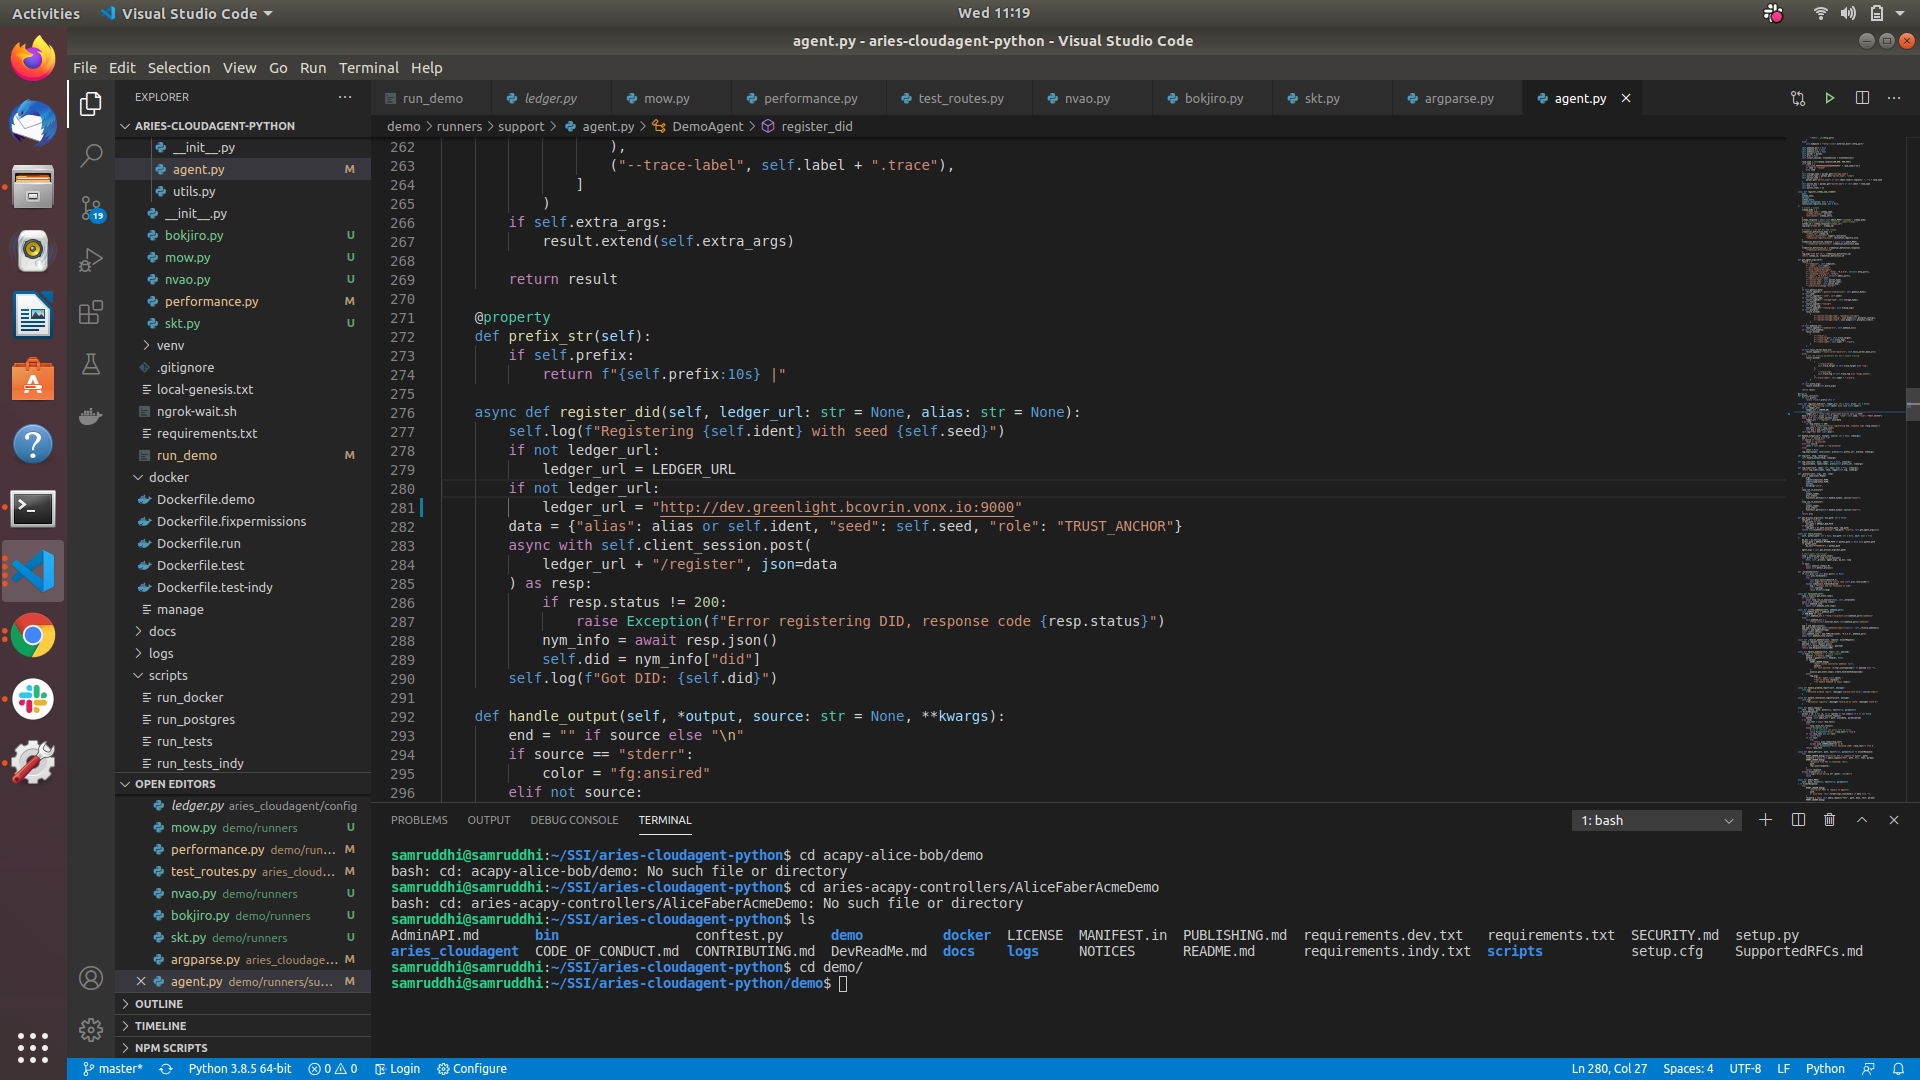 Activities
Visual Studio Code
Wed 11:19
agent.py - aries-cloudagent-python - Visual Studio Code
File Edit Selection View Go Run Terminal Help
EXPLORER
ARIES-CLOUDAGENT-PYTHON
__init__.py
agent.py M
utils.py
__init__.py
bokjiro.py U
mow.py U
nvao.py U
performance.py M
skt.py U
venv
.gitignore
local-genesis.txt
ngrok-wait.sh
requirements.txt
run_demo M
docker
Dockerfile.demo
Dockerfile.fixpermissions
Dockerfile.run
Dockerfile.test
Dockerfile.test-indy
manage
docs
logs
scripts
run_docker
run_postgres
run_tests
run_tests_indy
19
OPEN EDITORS
ledger.py aries_cloudagent/config
mow.py demo/runners U
performance.py demo/run... M
test_routes.py aries_cloud... M
nvao.py demo/runners U
bokjiro.py demo/runners U
skt.py demo/runners U
argparse.py aries_cloudage... M
agent.py demo/runners/su... M
OUTLINE
TIMELINE
NPM SCRIPTS
run_demo ledger.py mow.py performance.py test_routes.py nvao.py bokjiro.py skt.py argparse.py agent.py
demo > runners > support > agent.py > DemoAgent > register_did
262 ),
263 ("--trace-label", self.label + ".trace"),
264 ]
265 )
266 if self.extra_args:
267 result.extend(self.extra_args)
268
269 return result
270
271 @property
272 def prefix_str(self):
273 if self.prefix:
274 return f"{self.prefix:10s} |"
275
276 async def register_did(self, ledger_url: str = None, alias: str = None):
277 self.log(f"Registering {self.ident} with seed {self.seed}")
278 if not ledger_url:
279 ledger_url = LEDGER_URL
280 if not ledger_url:
281 ledger_url = "http://dev.greenlight.bcovrin.vonx.io:9000"
282 data = {"alias": alias or self.ident, "seed": self.seed, "role": "TRUST_ANCHOR"}
283 async with self.client_session.post(
284 ledger_url + "/register", json=data
285 ) as resp:
286 if resp.status != 200:
287 raise Exception(f"Error registering DID, response code {resp.status}")
288 nym_info = await resp.json()
289 self.did = nym_info["did"]
290 self.log(f"Got DID: {self.did}")
291
292 def handle_output(self, *output, source: str = None, **kwargs):
293 end = "" if source else "\n"
294 if source == "stderr":
295 color = "fg:ansired"
296 elif not source:
PROBLEMS OUTPUT DEBUG CONSOLE TERMINAL
1: bash
samruddhi@samruddhi:~/SSI/aries-cloudagent-python$ cd acapy-alice-bob/demo
bash: cd: acapy-alice-bob/demo: No such file or directory
samruddhi@samruddhi:~/SSI/aries-cloudagent-python$ cd aries-acapy-controllers/AliceFaberAcmeDemo
bash: cd: aries-acapy-controllers/AliceFaberAcmeDemo: No such file or directory
samruddhi@samruddhi:~/SSI/aries-cloudagent-python$ ls
AdminAPI.md bin conftest.py demo docker LICENSE MANIFEST.in PUBLISHING.md requirements.dev.txt requirements.txt SECURITY.md setup.py
aries_cloudagent CODE_OF_CONDUCT.md CONTRIBUTING.md DevReadMe.md docs logs NOTICES README.md requirements.indy.txt scripts setup.cfg SupportedRFCs.md
samruddhi@samruddhi:~/SSI/aries-cloudagent-python$ cd demo/
samruddhi@samruddhi:~/SSI/aries-cloudagent-python/demo$
master* Python 3.8.5 64-bit 0 0 Login Configure
Ln 280, Col 27 Spaces: 4 UTF-8 LF Python